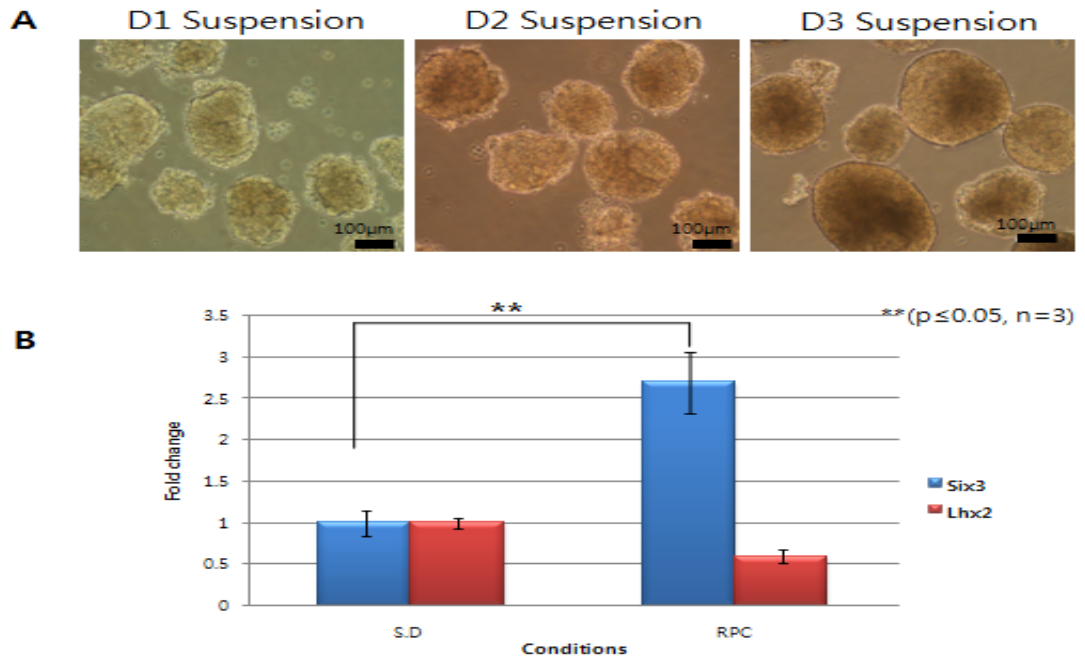 A
D1 Suspension D2 Suspension D3 Suspension
100µm 100µm 100µm
B
**
**(p≤0.05, n=3)
3.5
3
2.5
2
1.5
1
0.5
0
Fold change
S.D RPC
Conditions
Six3
Lhx2